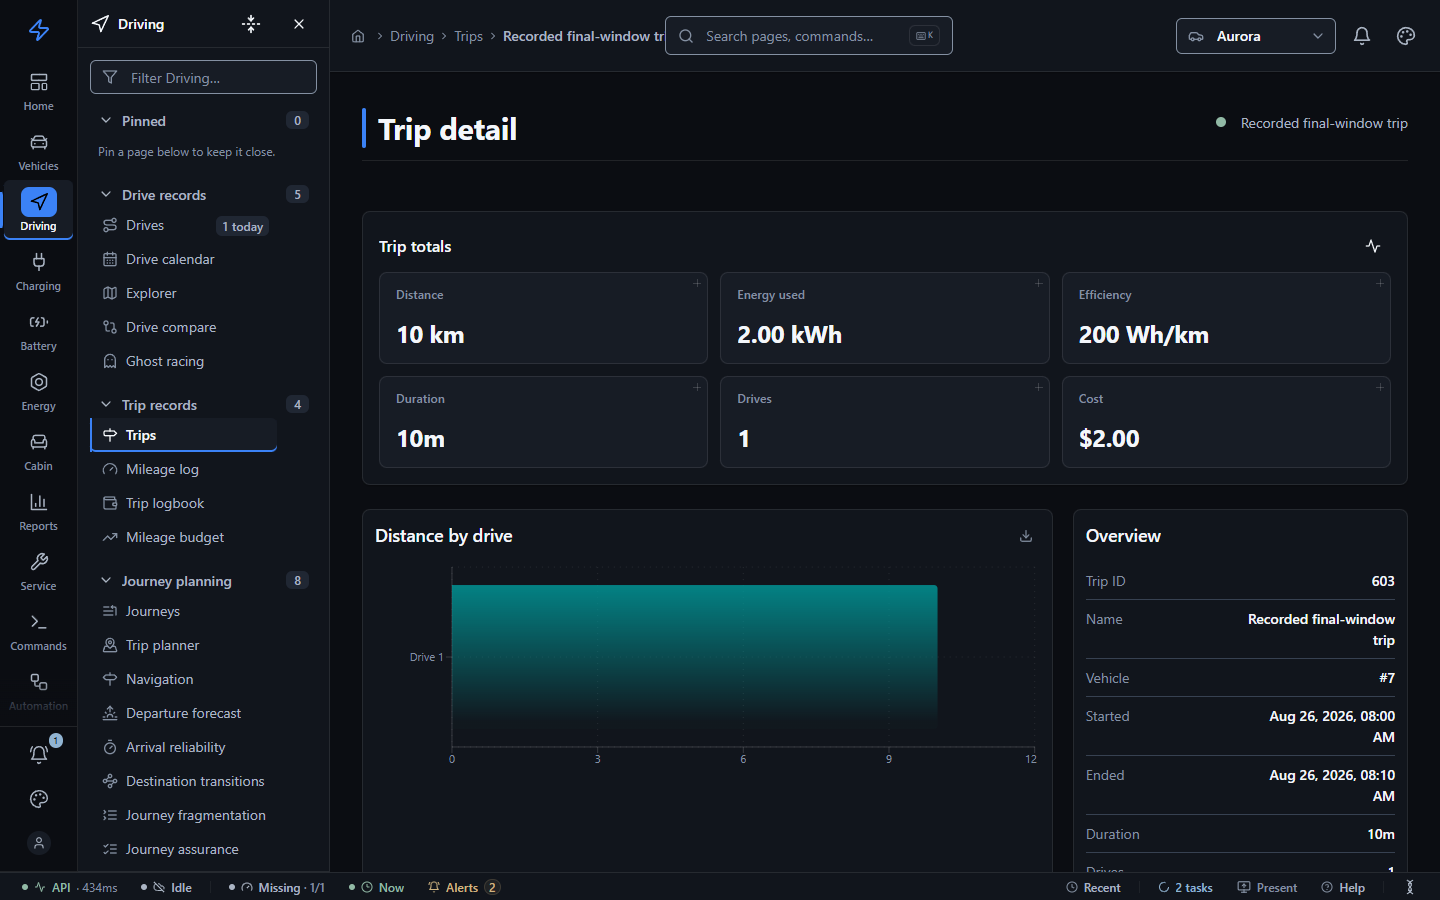 Driving
Driving
Trips
Recorded final-window tr
Search pages, commands...
K
Aurora
Home
Vehicles
Driving
Charging
Battery
Energy
Cabin
Reports
Service
Commands
Automation
1
Filter Driving...
Pinned
0
Pin a page below to keep it close.
Drive records
5
Drives
1 today
Drive calendar
Explorer
Drive compare
Ghost racing
Trip records
4
Trips
Mileage log
Trip logbook
Mileage budget
Journey planning
8
Journeys
Trip planner
Navigation
Departure forecast
Arrival reliability
Destination transitions
Journey fragmentation
Journey assurance
Trip detail
Recorded final-window trip
Trip totals
Distance
10 km
Energy used
2.00 kWh
Efficiency
200 Wh/km
Duration
10m
Drives
1
Cost
$2.00
Distance by drive
Drive 1
0
3
6
9
12
Overview
Trip ID
603
Name
Recorded final-window
trip
Vehicle
#7
Started
Aug 26, 2026, 08:00
AM
Ended
Aug 26, 2026, 08:10
AM
Duration
10m
Drives
1
API · 434ms
Idle
Missing · 1/1
Now
Alerts 2
Recent
2 tasks
Present
Help